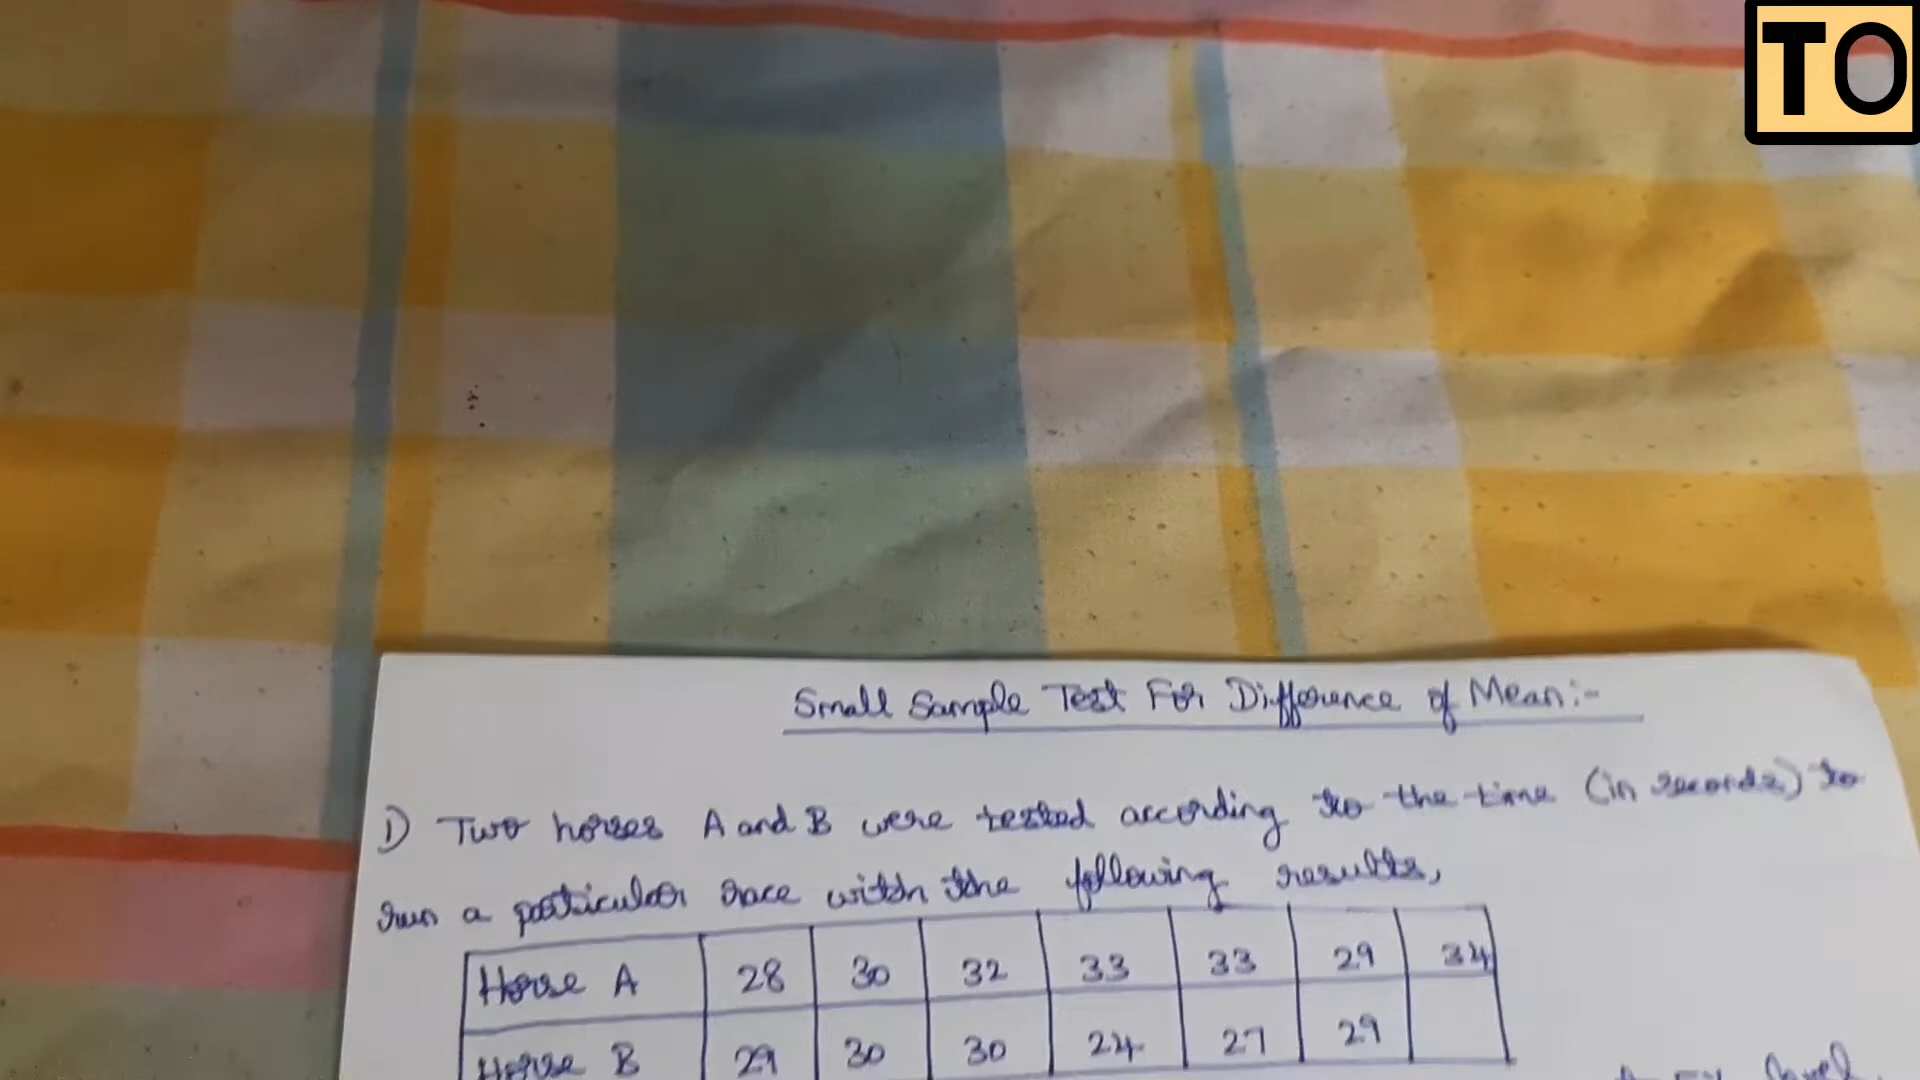 TO
Small Sample Test For Difference of Mean:-
1) Two horses A and B were tested according to the time (in seconds) to
run a particular race with the following results,
Horse A 28 30 32 33 33 29 34
Horse B 29 30 30 24 27 29
5% level